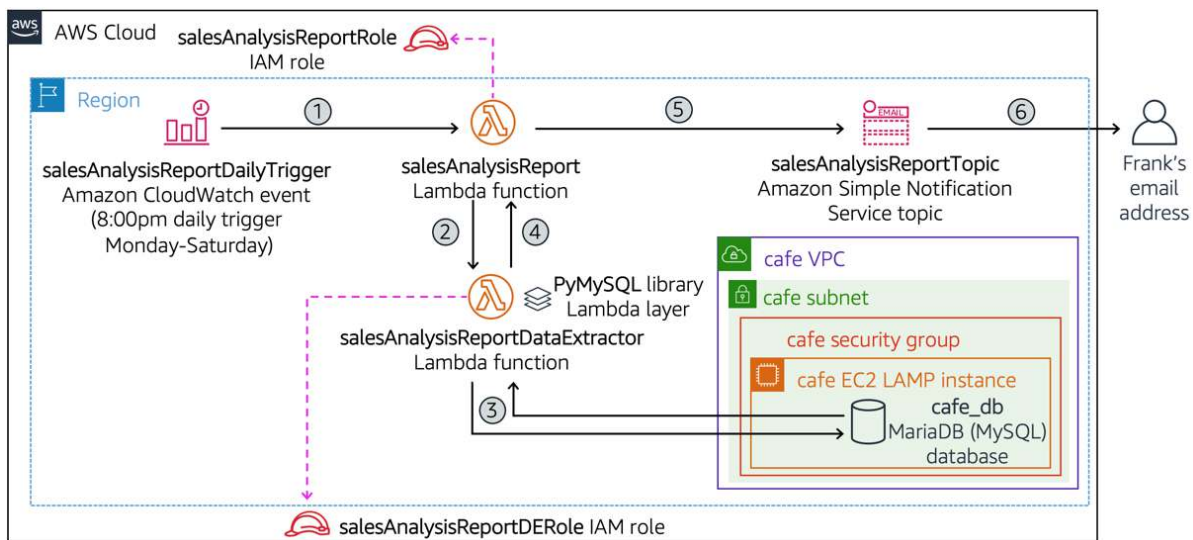 aws
AWS Cloud
salesAnalysisReportRole
IAM role
Region
1
5
6
EMAIL
salesAnalysisReportDailyTrigger
Amazon CloudWatch event
(8:00pm daily trigger
Monday-Saturday)
salesAnalysisReport
Lambda function
salesAnalysisReportTopic
Amazon Simple Notification
Service topic
Frank's
email
address
2
4
PyMySQL library
Lambda layer
salesAnalysisReportDataExtractor
Lambda function
3
cafe VPC
cafe subnet
cafe security group
cafe EC2 LAMP instance
cafe_db
MariaDB (MySQL)
database
salesAnalysisReportDERole IAM role